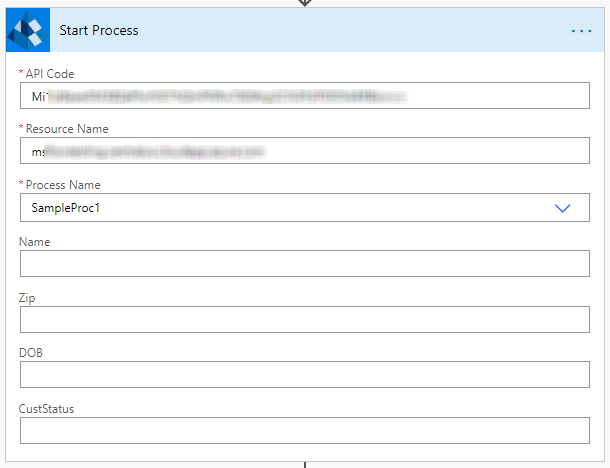 Start Process
* API Code
* Resource Name
* Process Name
SampleProc1
Name
Zip
DOB
CustStatus